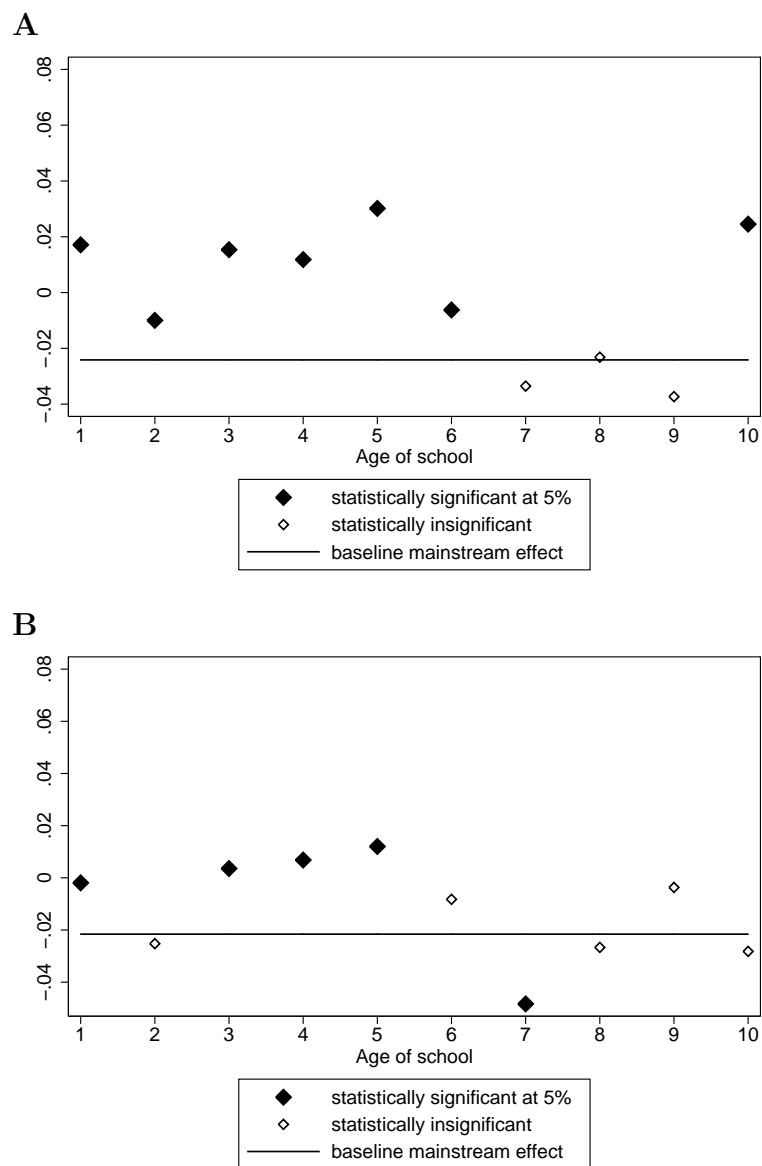 A
.08
.06
.04
.02
0
-.02
-.04
1 2 3 4 5 6 7 8 9 10
Age of school
statistically significant at 5%
statistically insignificant
baseline mainstream effect
B
.08
.06
.04
.02
0
-.02
-.04
1 2 3 4 5 6 7 8 9 10
Age of school
statistically significant at 5%
statistically insignificant
baseline mainstream effect